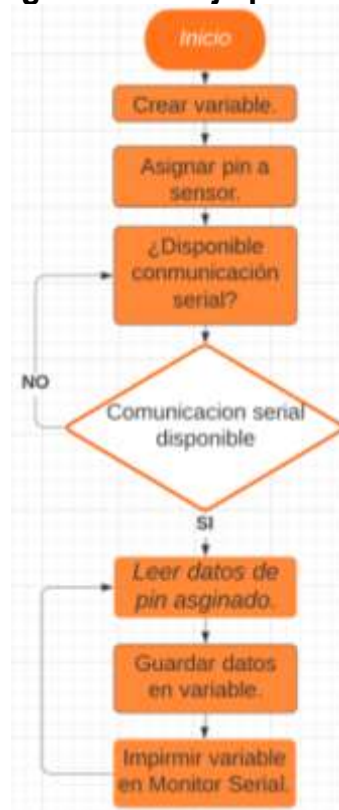 Inicio
Crear variable.
Asignar pin a
sensor.
¿Disponible
conmunicación
serial?
NO
Comunicacion serial
disponible
SI
Leer datos de
pin asginado.
Guardar datos
en variable.
Impirmir variable
en Monitor Serial.